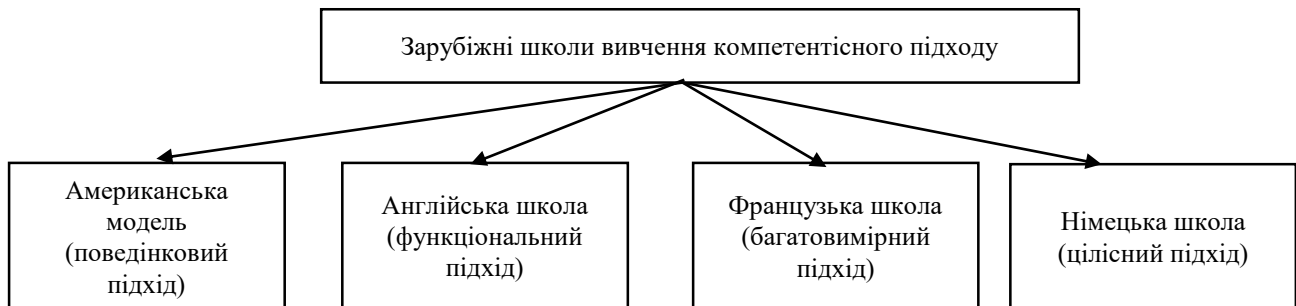 Зарубіжні школи вивчення компетентісного підходу
Американська
модель
(поведінковий
підхід)
Англійська школа
(функціональний
підхід)
Французька школа
(багатовимірний
підхід)
Німецька школа
(цілісний підхід)